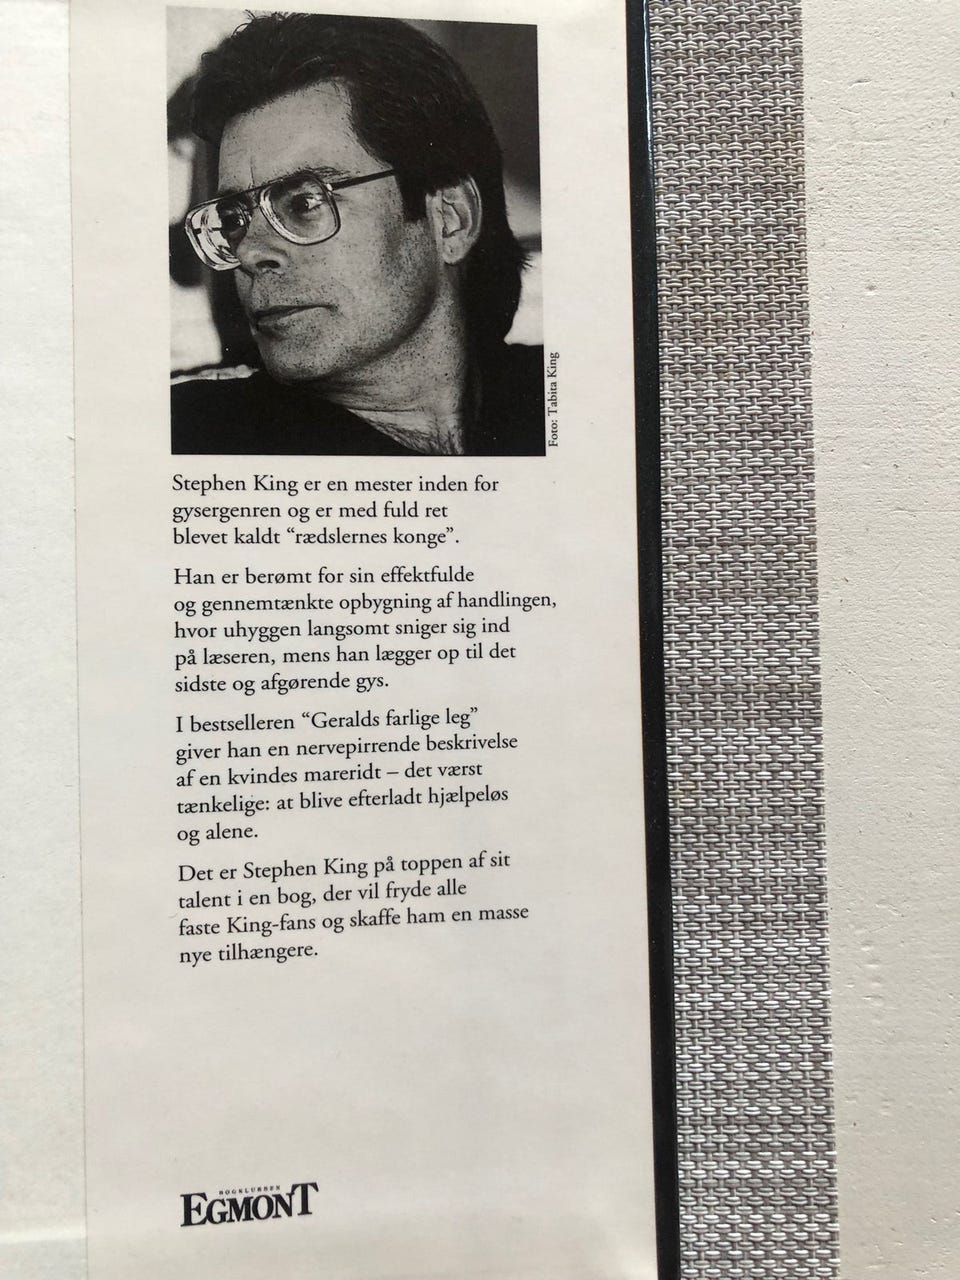 Foto: Tabita King
Stephen King er en mester inden for
gysergenren og er med fuld ret
blevet kaldt “rædslernes konge”.
Han er berømt for sin effektfulde
og gennemtænkte opbygning af handlingen,
hvor uhyggen langsomt sniger sig ind
på læseren, mens han lægger op til det
sidste og afgørende gys.
I bestselleren “Geralds farlige leg”
giver han en nervepirrende beskrivelse
af en kvindes mareridt – det værst
tænkelige: at blive efterladt hjælpeløs
og alene.
Det er Stephen King på toppen af sit
talent i en bog, der vil fryde alle
faste King-fans og skaffe ham en masse
nye tilhængere.
BOGKLUBBEN
EGMONT